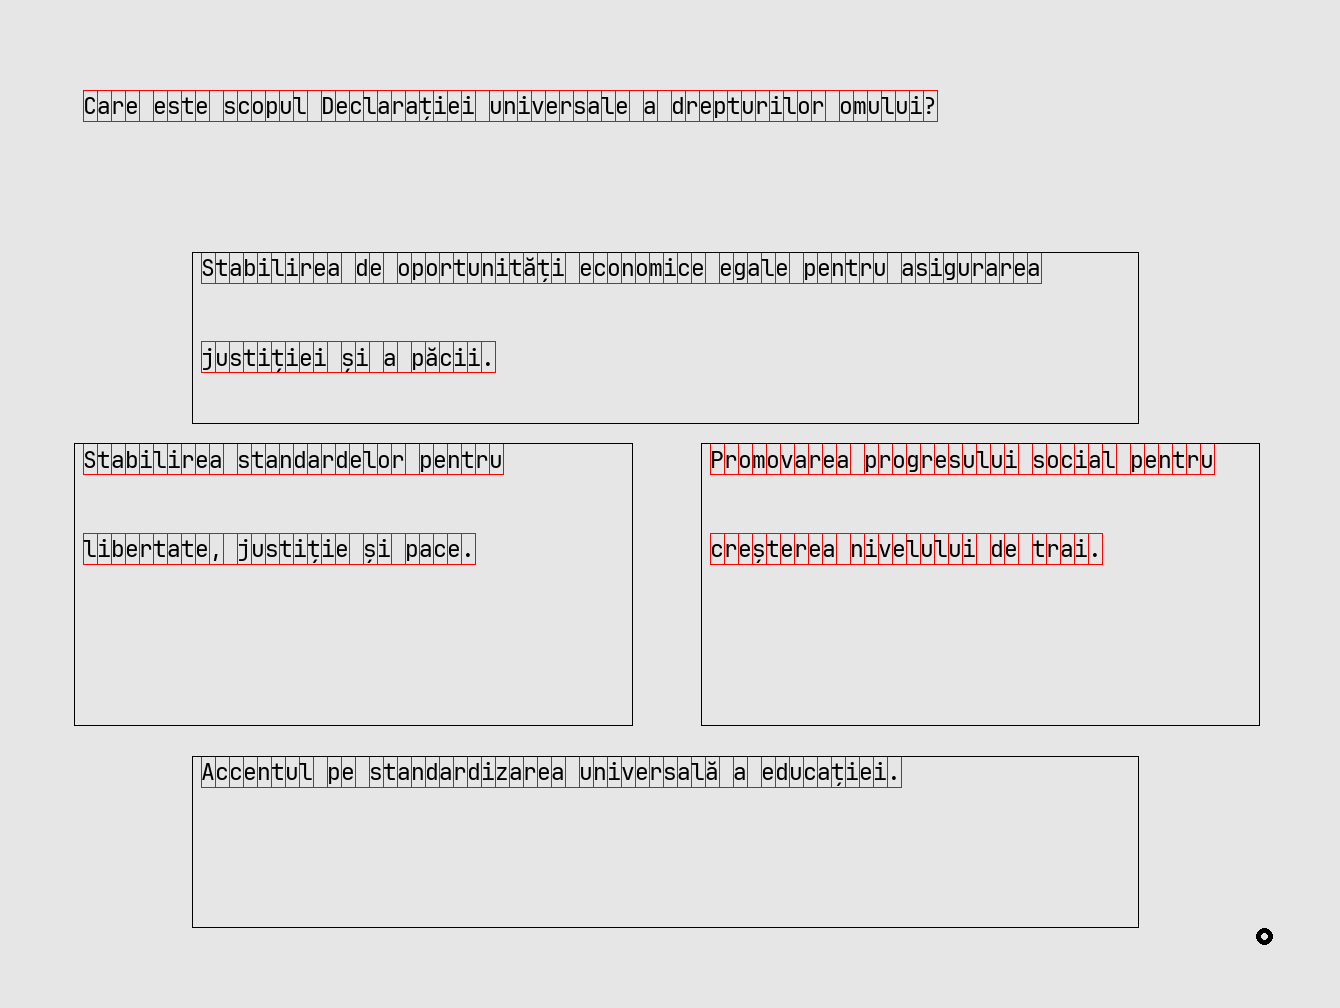 Care este scopul Declarației universale a drepturilor omului?
Stabilirea de oportunități economice egale pentru asigurarea
justiției și a păcii.
Stabilirea standardelor pentru
libertate, justiție și pace.
Promovarea progresului social pentru
creșterea nivelului de trai.
Accentul pe standardizarea universală a educației.